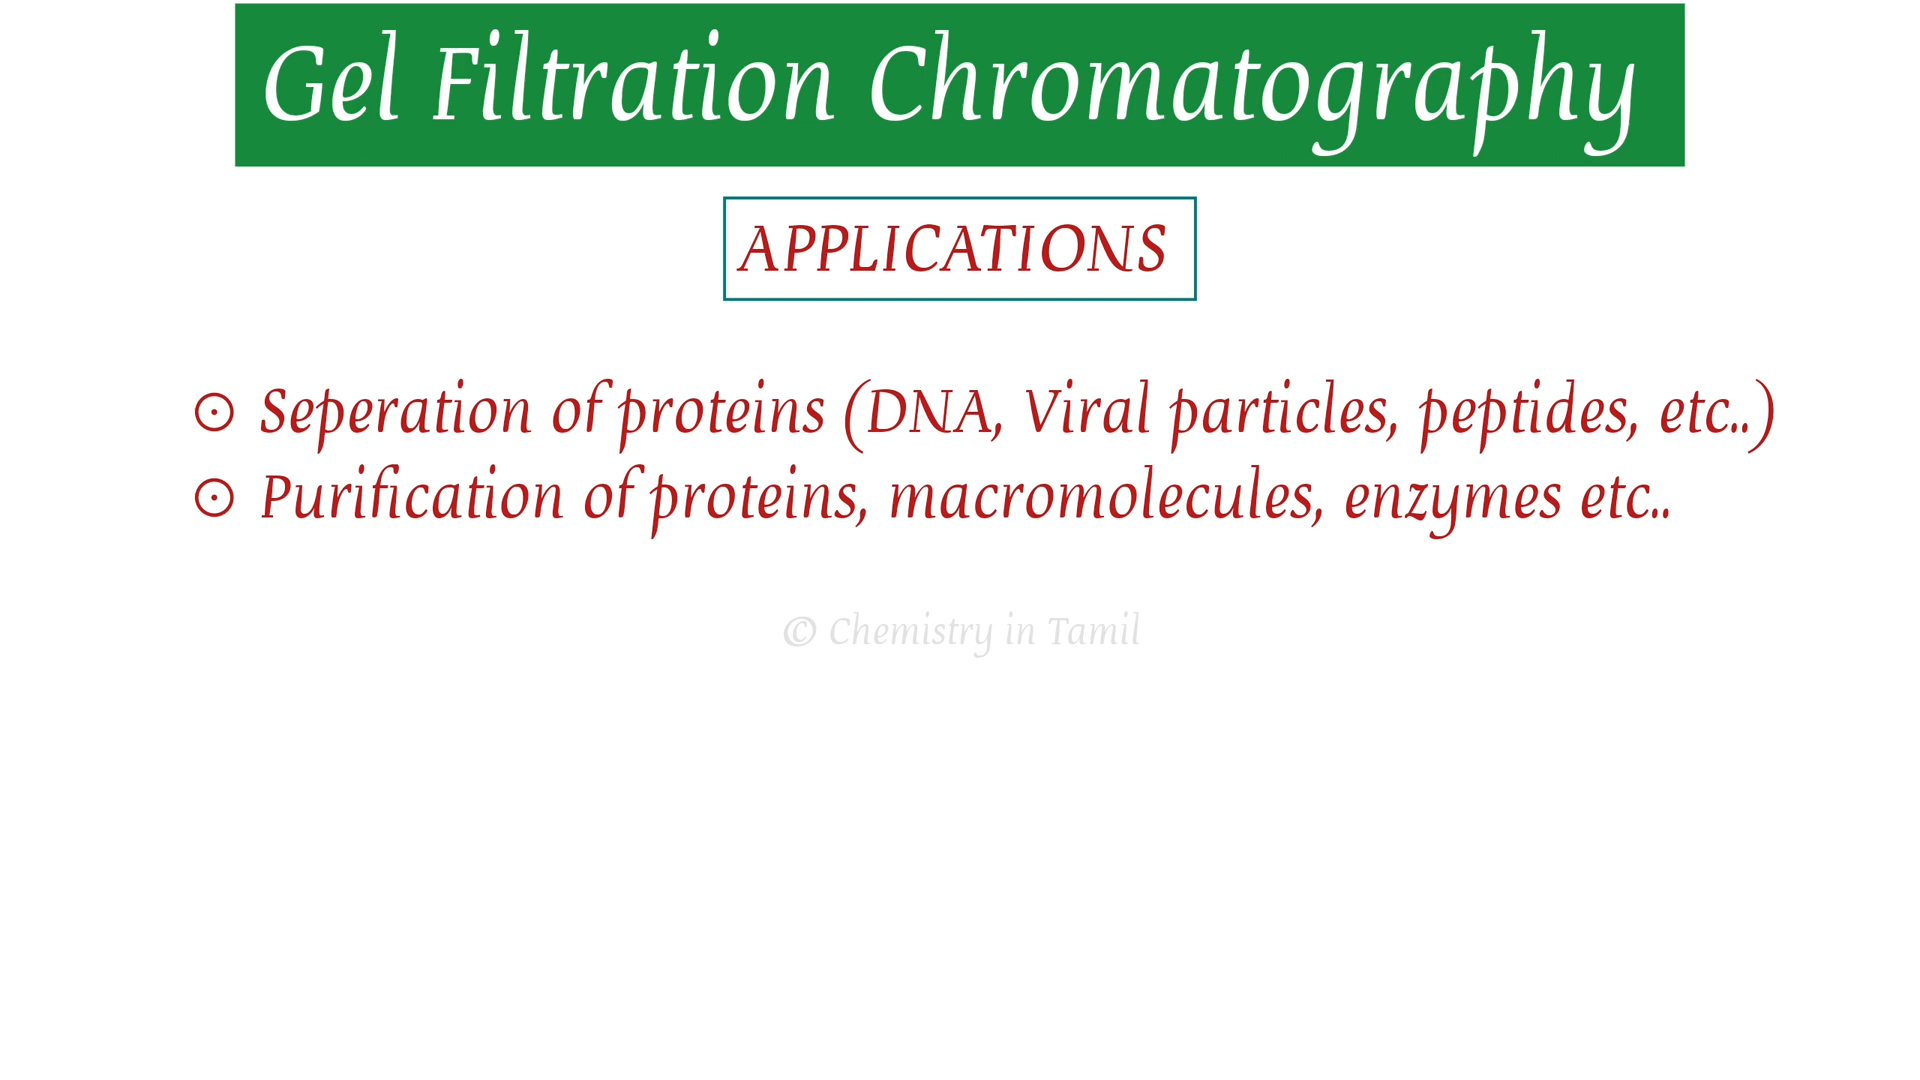 Gel Filtration Chromatography
APPLICATIONS
⊙ Seperation of proteins (DNA, Viral particles, peptides, etc..)
⊙ Purification of proteins, macromolecules, enzymes etc..
© Chemistry in Tamil